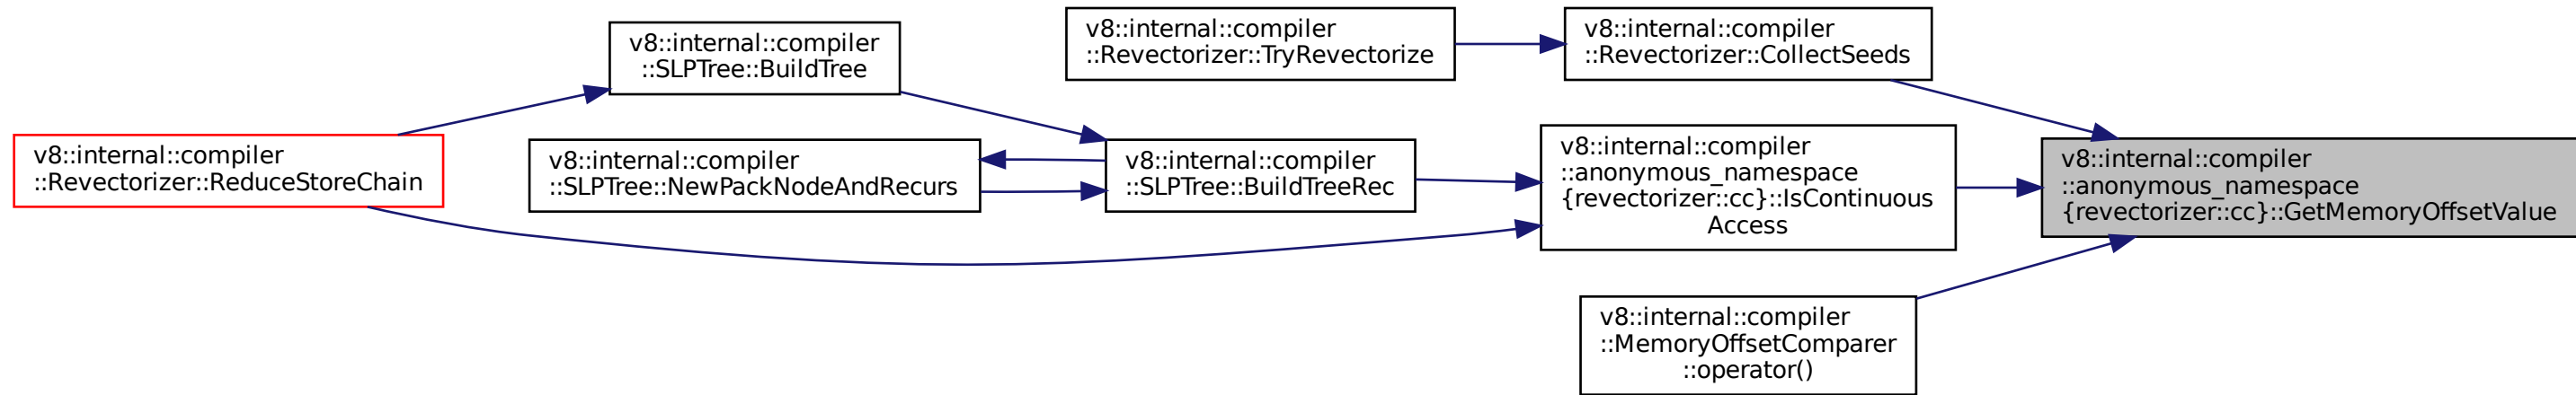 v8::internal::compiler
::Revectorizer::ReduceStoreChain
v8::internal::compiler
::SLPTree::BuildTree
v8::internal::compiler
::SLPTree::NewPackNodeAndRecurs
v8::internal::compiler
::Revectorizer::TryRevectorize
v8::internal::compiler
::SLPTree::BuildTreeRec
v8::internal::compiler
::Revectorizer::CollectSeeds
v8::internal::compiler
::anonymous_namespace
{revectorizer::cc}::IsContinuous
Access
v8::internal::compiler
::MemoryOffsetComparer
::operator()
v8::internal::compiler
::anonymous_namespace
{revectorizer::cc}::GetMemoryOffsetValue